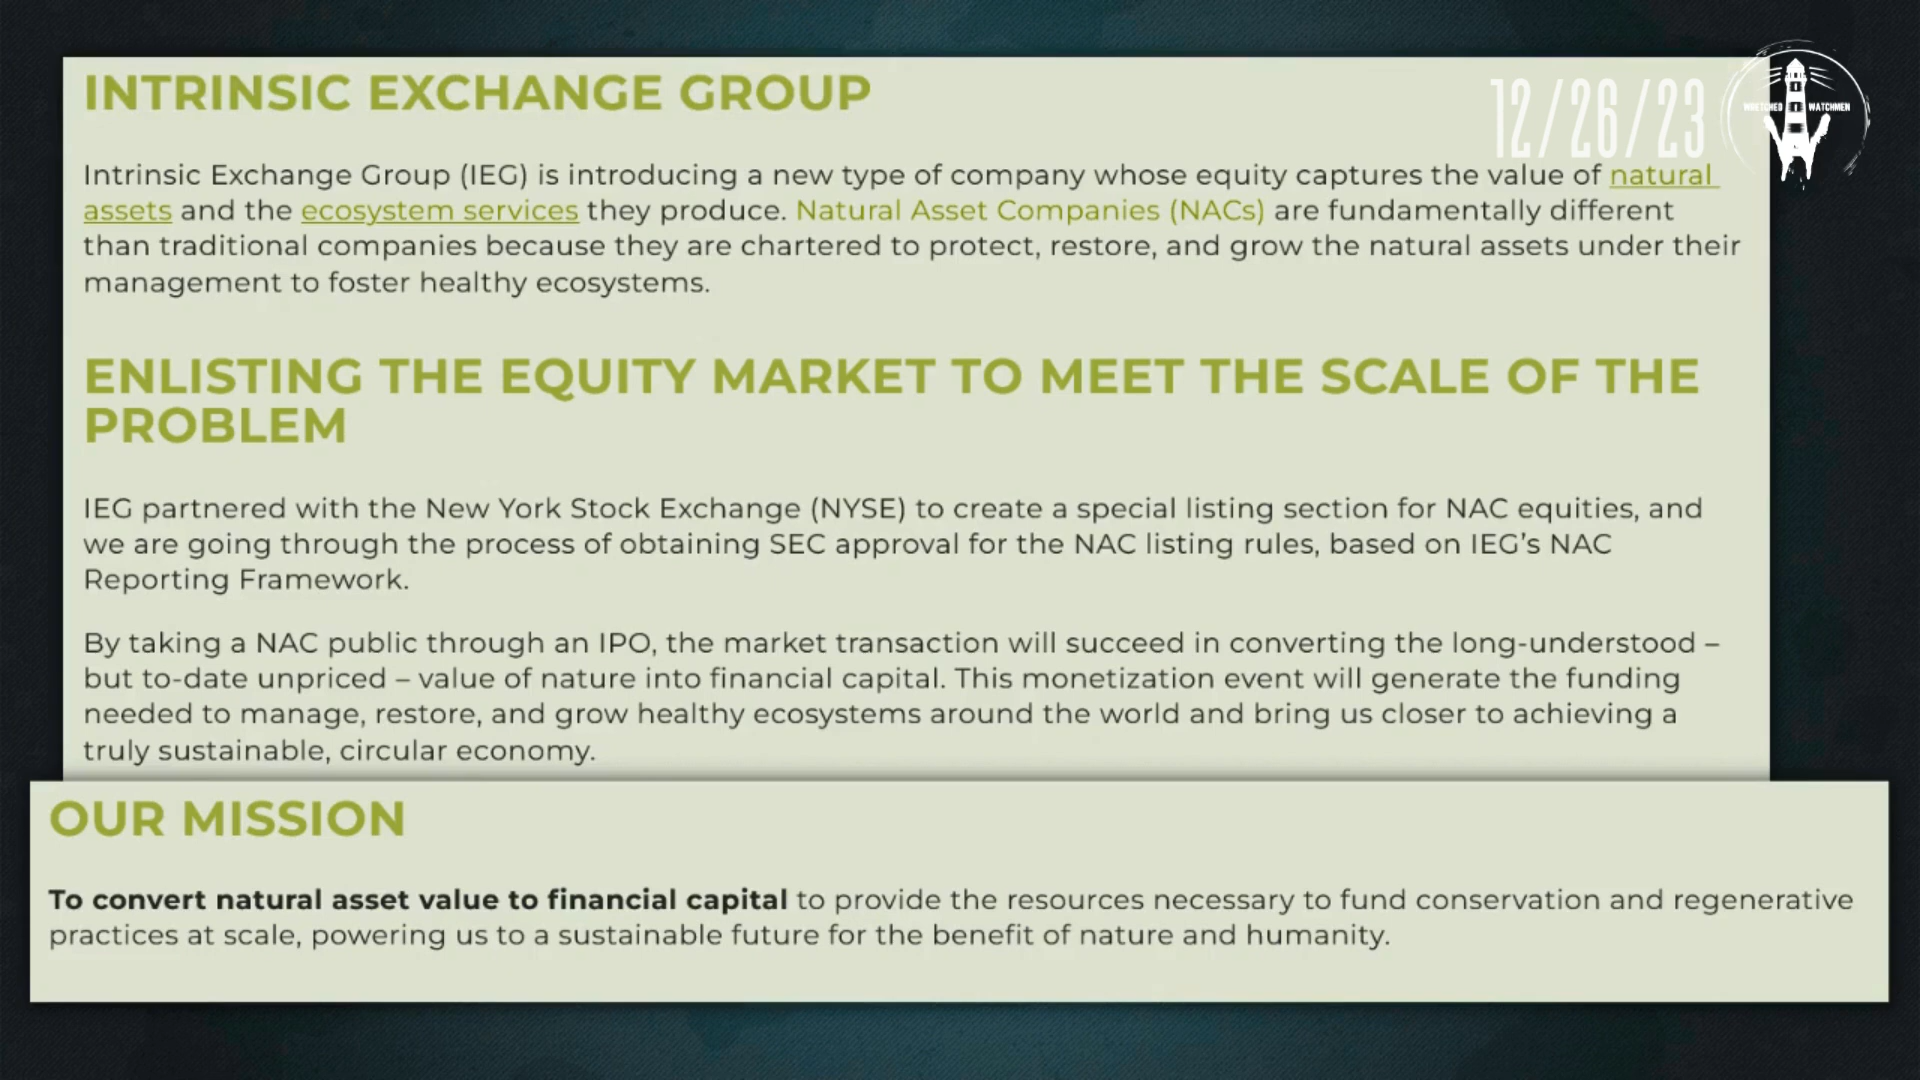 INTRINSIC EXCHANGE GROUP
12/26/23
WRETCHED WATCHMEN
Intrinsic Exchange Group (IEG) is introducing a new type of company whose equity captures the value of natural
assets and the ecosystem services they produce. Natural Asset Companies (NACs) are fundamentally different
than traditional companies because they are chartered to protect, restore, and grow the natural assets under their
management to foster healthy ecosystems.
ENLISTING THE EQUITY MARKET TO MEET THE SCALE OF THE
PROBLEM
IEG partnered with the New York Stock Exchange (NYSE) to create a special listing section for NAC equities, and
we are going through the process of obtaining SEC approval for the NAC listing rules, based on IEG’s NAC
Reporting Framework.
By taking a NAC public through an IPO, the market transaction will succeed in converting the long-understood –
but to-date unpriced – value of nature into financial capital. This monetization event will generate the funding
needed to manage, restore, and grow healthy ecosystems around the world and bring us closer to achieving a
truly sustainable, circular economy.
OUR MISSION
To convert natural asset value to financial capital to provide the resources necessary to fund conservation and regenerative
practices at scale, powering us to a sustainable future for the benefit of nature and humanity.